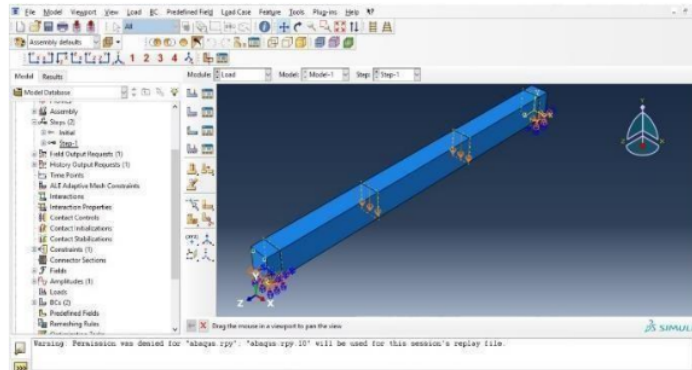 File Model Viewport View Load BC Predefined Field Load Case Feature Tools Plug-ins Help
All
Assembly defaults
1 2 3 4
Model Results
Module: Load Model: Model-1 Step: Step-1
Model Database
Assembly
Steps (2)
Initial
Step-1
Field Output Requests (1)
History Output Requests (1)
Time Points
ALE Adaptive Mesh Constraints
Interactions
Interaction Properties
Contact Controls
Contact Initializations
Contact Stabilizations
Constraints (1)
Connector Sections
Fields
Amplitudes (1)
Loads
BCs (2)
Predefined Fields
Remeshing Rules
Y
Z X
Drag the mouse in a viewport to pan the view
SIMUL
Warning: Permission was denied for "abaqus.rpy"; "abaqus.rpy.10" will be used for this session's replay file.
>>>